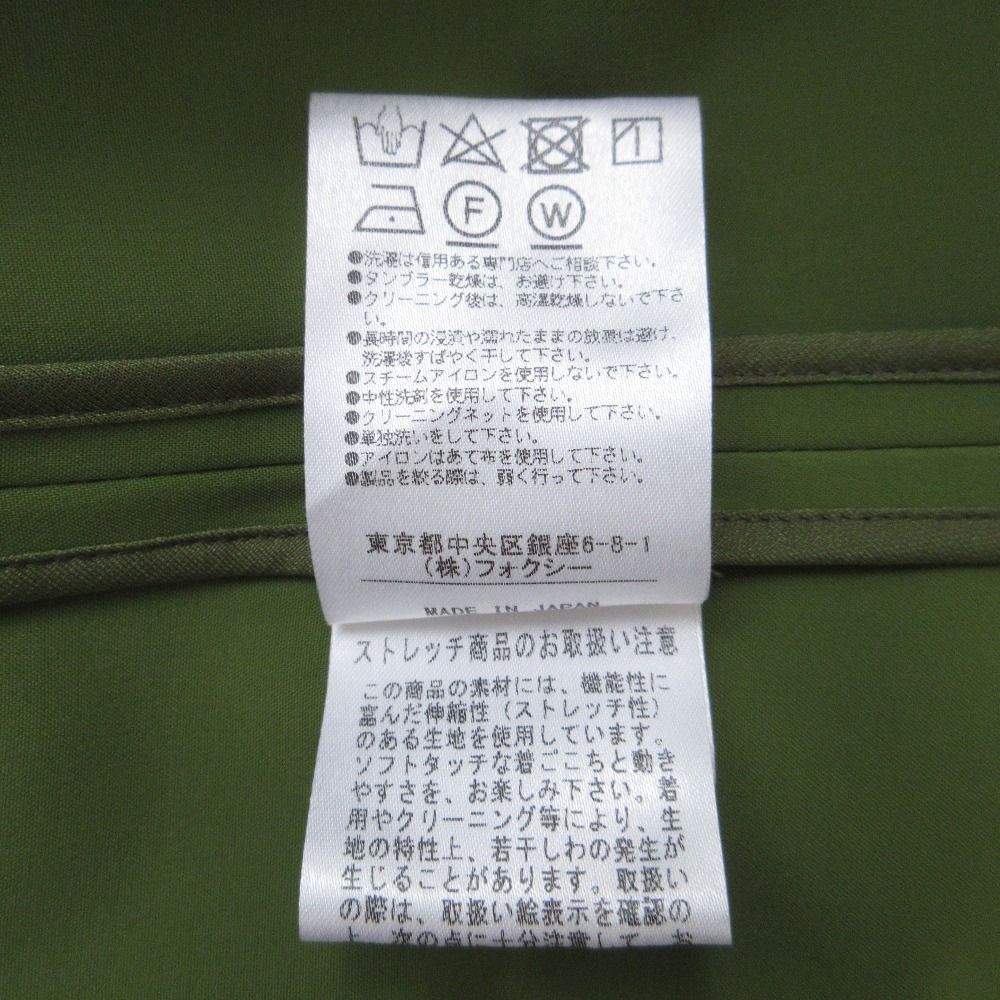 F W
●洗濯は信用ある専門店へご相談下さい。
●タンブラー乾燥は、お避け下さい。
●クリーニング後は、高温乾燥しないで下さ
い。
●長時間の浸漬や濡れたままの放置は避け、
洗濯後すばやく干して下さい。
●スチームアイロンを使用しないで下さい。
●中性洗剤を使用して下さい。
●クリーニングネットを使用して下さい。
●単独洗いをして下さい。
●アイロンはあて布を使用して下さい。
●製品を絞る際は、弱く行って下さい。
東京都中央区銀座6-8-1
(株)フォクシー
MADE IN JAPAN
ストレッチ商品のお取扱い注意
この商品の素材には、機能性に
富んだ伸縮性(ストレッチ性)
のある生地を使用しています。
ソフトタッチな着ごこちと動き
やすさを、お楽しみ下さい。着
用やクリーニング等により、生
地の特性上、若干しわの発生が
生じることがあります。取扱い
の際は、取扱い絵表示を確認の
上、次の点に十分注意して、お